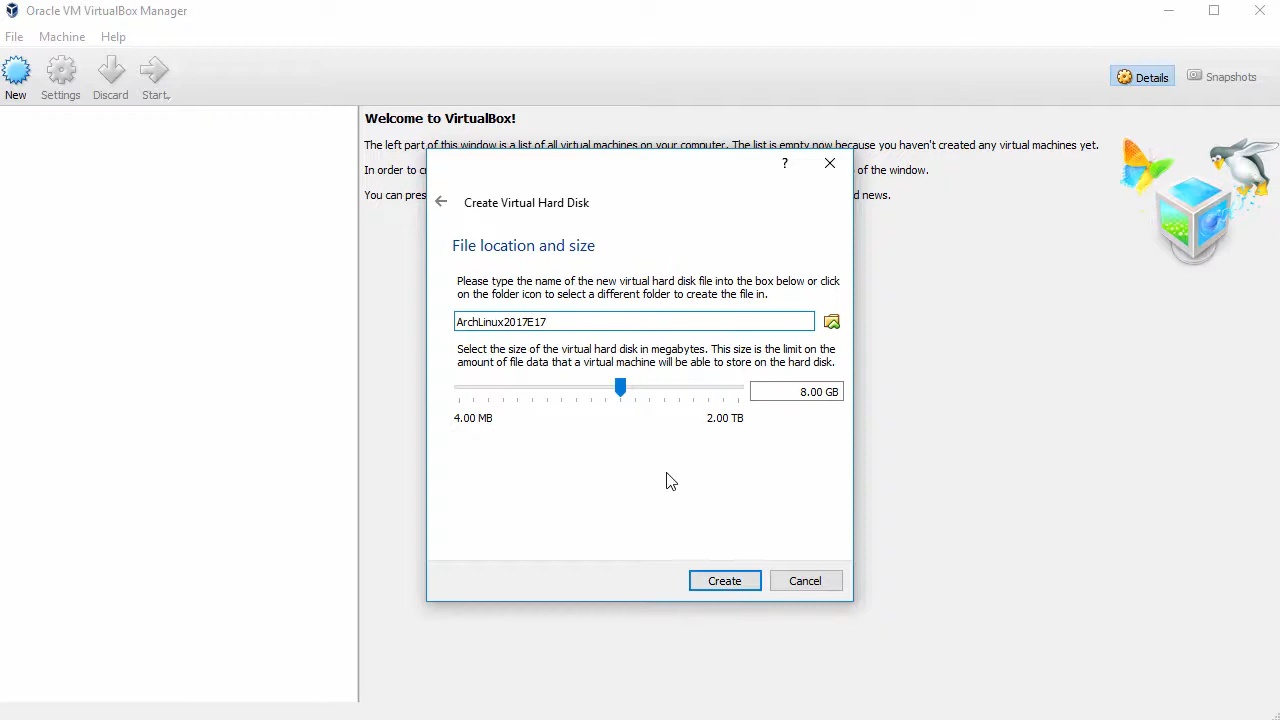 Oracle VM VirtualBox Manager
File Machine Help
New Settings Discard Start
Details Snapshots
Welcome to VirtualBox!
The left part of this window is a list of all virtual machines on your computer. The list is empty now because you haven't created any virtual machines yet.
In order to c
of the window.
You can pres
d news.
?
Create Virtual Hard Disk
File location and size
Please type the name of the new virtual hard disk file into the box below or click
on the folder icon to select a different folder to create the file in.
ArchLinux2017E17
Select the size of the virtual hard disk in megabytes. This size is the limit on the
amount of file data that a virtual machine will be able to store on the hard disk.
8.00 GB
4.00 MB 2.00 TB
Create Cancel